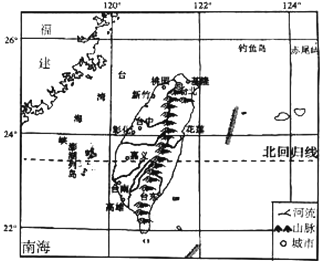 120° 122° 124°
26°
福
建
台
湾
海
峡
钓鱼岛
赤尾屿
桃园
基隆
台北
新竹
台中
彰化
花莲
24°
北回归线
澎湖列岛
嘉义
台南
台东
高雄
22°
南海
河流
山脉
城市